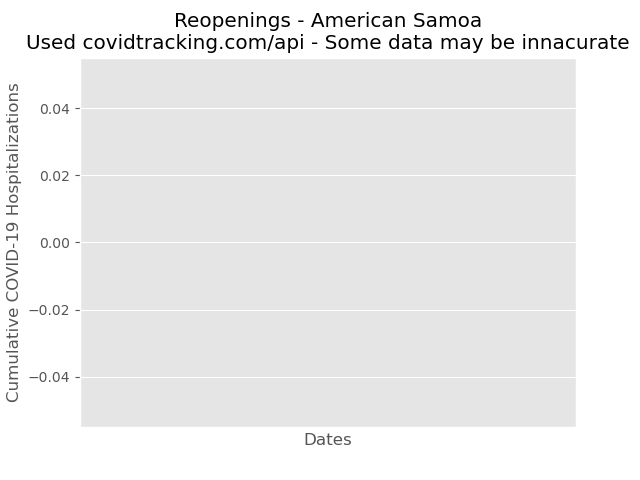 Reopenings - American Samoa
Used covidtracking.com/api - Some data may be innacurate
Cumulative COVID-19 Hospitalizations
0.04
0.02
0.00
−0.02
−0.04
Dates